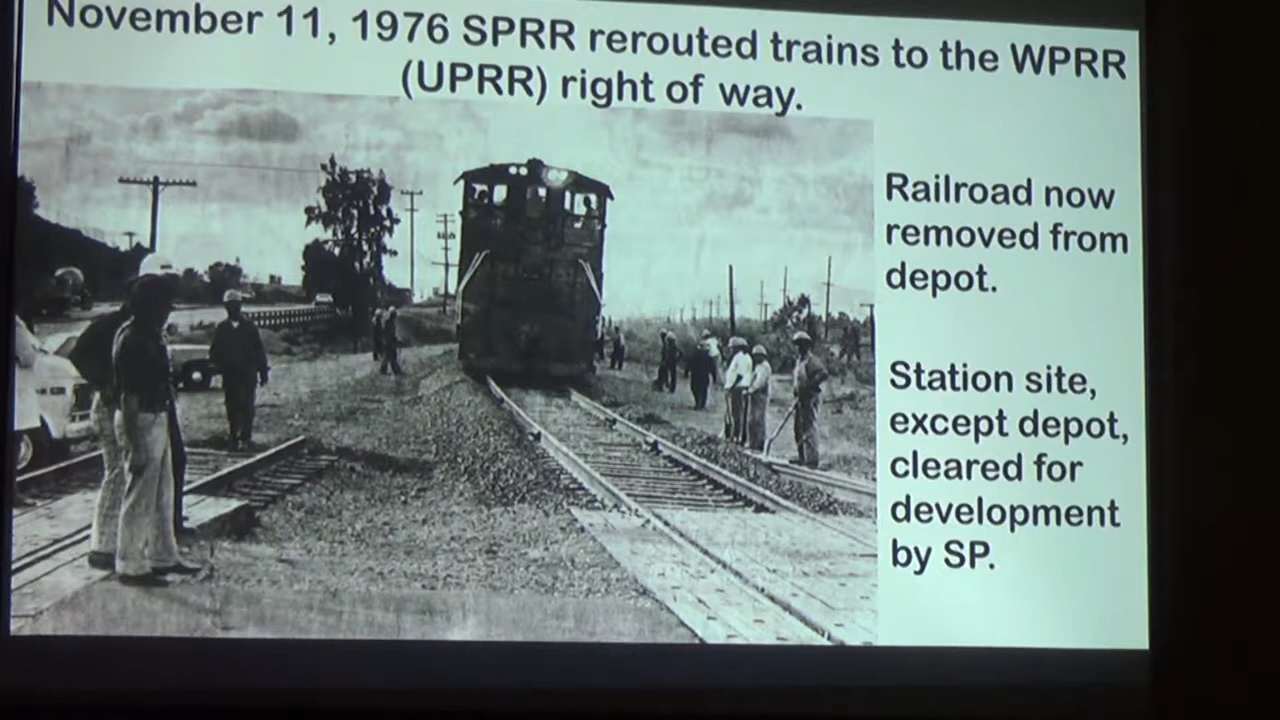 November 11, 1976 SPRR rerouted trains to the WPRR
(UPRR) right of way.
Railroad now
removed from
depot.
Station site,
except depot,
cleared for
development
by SP.